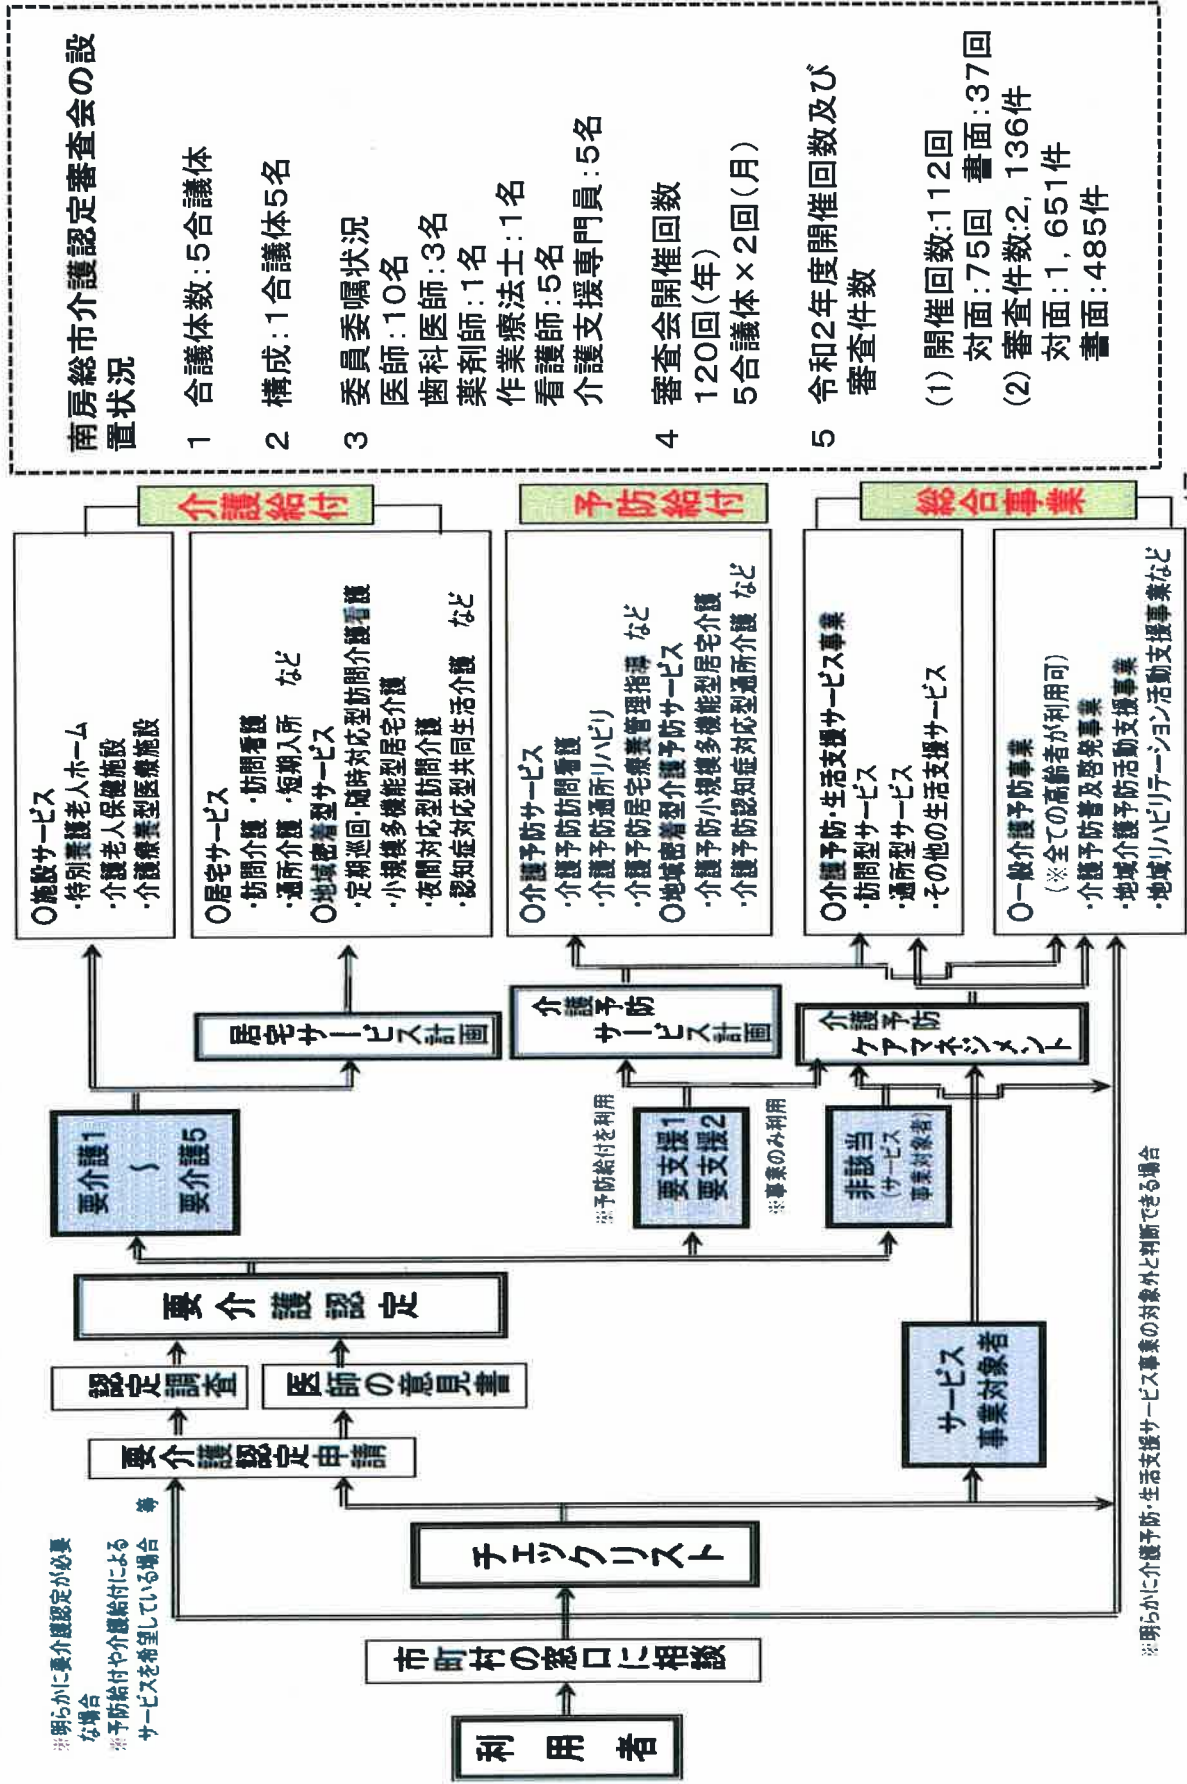 ※明らかに要介護認定が必要
な場合
※予防給付や介護給付による
サービスを希望している場合 等
利用者
市町村の窓口に相談
チェックリスト
要介護認定申請
認定調査
医師の意見書
要介護認定
サービス
事業対象者
要介護1
~
要介護5
※予防給付を利用
要支援1
要支援2
※事業のみ利用
非該当
(サービス
事業対象者)
居宅サービス計画
介護予防
サービス計画
介護予防
ケアマネジメント
○施設サービス
・特別養護老人ホーム
・介護老人保健施設
・介護療養型医療施設
○居宅サービス
・訪問介護 ・訪問看護
・通所介護 ・短期入所 など
○地域密着型サービス
・定期巡回・随時対応型訪問介護看護
・小規模多機能型居宅介護
・夜間対応型訪問介護
・認知症対応型共同生活介護 など
介護給付
○介護予防サービス
・介護予防訪問看護
・介護予防通所リハビリ
・介護予防居宅療養管理指導 など
○地域密着型介護予防サービス
・介護予防小規模多機能型居宅介護
・介護予防認知症対応型通所介護 など
予防給付
○介護予防・生活支援サービス事業
・訪問型サービス
・通所型サービス
・その他の生活支援サービス
○一般介護予防事業
(※全ての高齢者が利用可)
・介護予防普及啓発事業
・地域介護予防活動支援事業
・地域リハビリテーション活動支援事業など
総合事業
※明らかに介護予防・生活支援サービス事業の対象外と判断できる場合
南房総市介護認定審査会の設
置状況
1 合議体数:5合議体
2 構成:1合議体5名
3 委員委嘱状況
医師:10名
歯科医師:3名
薬剤師:1名
作業療法士:1名
看護師:5名
介護支援専門員:5名
4 審査会開催回数
120回(年)
5合議体×2回(月)
5 令和2年度開催回数及び
審査件数
(1)開催回数:112回
対面:75回 書面:37回
(2)審査件数:2,136件
対面:1,651件
書面:485件